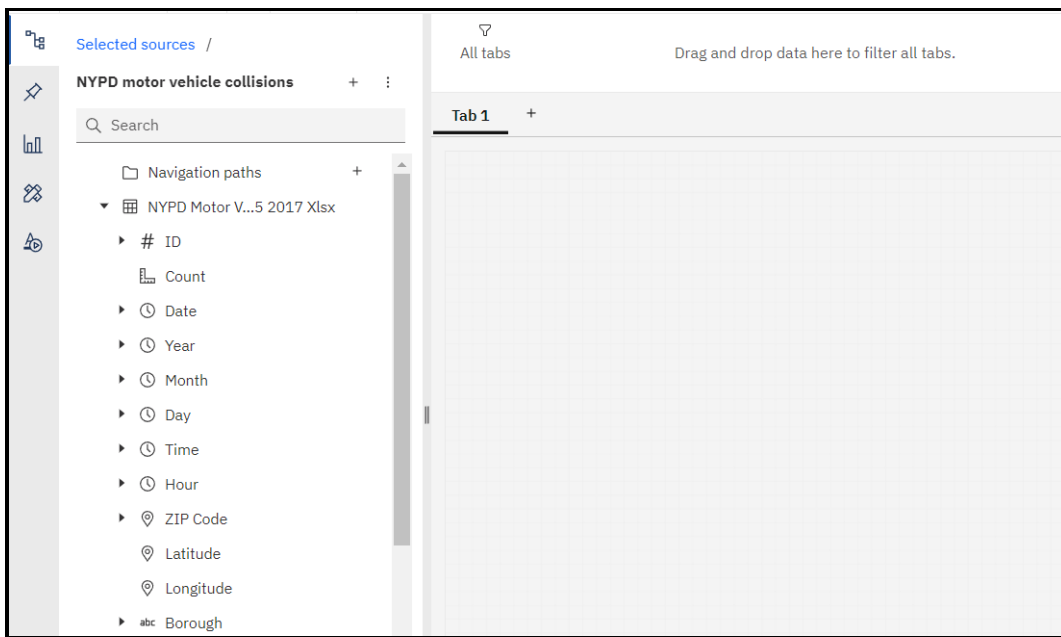 Selected sources /
NYPD motor vehicle collisions
Search
Navigation paths
NYPD Motor V...5 2017 Xlsx
# ID
Count
Date
Year
Month
Day
Time
Hour
ZIP Code
Latitude
Longitude
abc Borough
All tabs
Drag and drop data here to filter all tabs.
Tab 1